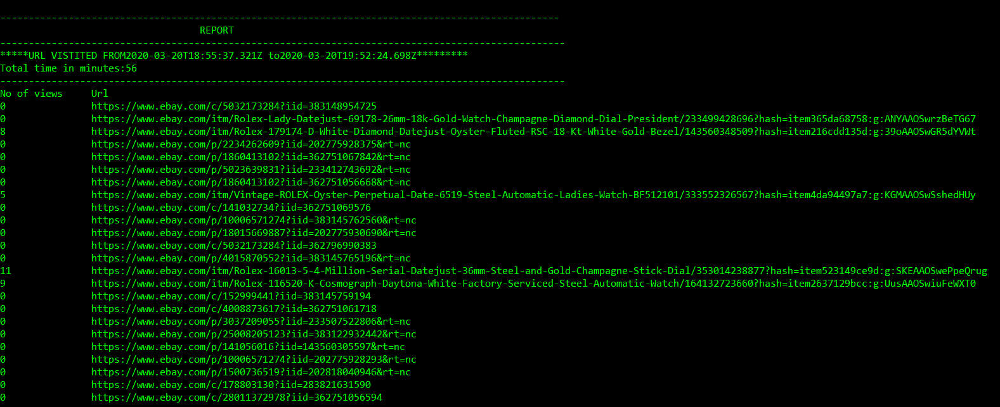 --------------------------------------------------------------------------------------------------
REPORT
---------------------------------------------------------------------------------------------------
*****URL VISTITED FROM2020-03-20T18:55:37.321Z to2020-03-20T19:52:24.698Z*********
Total time in minutes:56
---------------------------------------------------------------------------------------------------
No of views Url
0 https://www.ebay.com/c/5032173284?iid=383148954725
0 https://www.ebay.com/itm/Rolex-Lady-Datejust-69178-26mm-18k-Gold-Watch-Champagne-Diamond-Dial-President/233499428696?hash=item365da68758:g:ANYAAOSwrzBeTG67
8 https://www.ebay.com/itm/Rolex-179174-D-White-Diamond-Datejust-Oyster-Fluted-RSC-18-Kt-White-Gold-Bezel/143560348509?hash=item216cdd135d:g:39oAAOSwGR5dYVWt
0 https://www.ebay.com/p/2234262609?iid=202775928375&rt=nc
0 https://www.ebay.com/p/1860413102?iid=362751067842&rt=nc
0 https://www.ebay.com/p/5023639831?iid=233412743692&rt=nc
0 https://www.ebay.com/p/1860413102?iid=362751056668&rt=nc
5 https://www.ebay.com/itm/Vintage-ROLEX-Oyster-Perpetual-Date-6519-Steel-Automatic-Ladies-Watch-BF512101/333552326567?hash=item4da94497a7:g:KGMAAOSwSshedHUy
0 https://www.ebay.com/c/141032734?iid=362751069576
0 https://www.ebay.com/p/10006571274?iid=383145762560&rt=nc
0 https://www.ebay.com/p/18015669887?iid=202775930690&rt=nc
0 https://www.ebay.com/c/5032173284?iid=362796990383
0 https://www.ebay.com/p/4015870552?iid=383145765196&rt=nc
11 https://www.ebay.com/itm/Rolex-16013-5-4-Million-Serial-Datejust-36mm-Steel-and-Gold-Champagne-Stick-Dial/353014238877?hash=item523149ce9d:g:SKEAAOSwePpeQrug
9 https://www.ebay.com/itm/Rolex-116520-K-Cosmograph-Daytona-White-Factory-Serviced-Steel-Automatic-Watch/164132723660?hash=item2637129bcc:g:UusAAOSwiuFeWXT0
0 https://www.ebay.com/c/152999441?iid=383145759194
0 https://www.ebay.com/c/4008873617?iid=362751061718
0 https://www.ebay.com/p/3037209055?iid=233507522806&rt=nc
0 https://www.ebay.com/p/25008205123?iid=383122932442&rt=nc
0 https://www.ebay.com/p/141056016?iid=143560305597&rt=nc
0 https://www.ebay.com/p/10006571274?iid=202775928293&rt=nc
0 https://www.ebay.com/p/1500736519?iid=202818040946&rt=nc
0 https://www.ebay.com/c/178803130?iid=283821631590
0 https://www.ebay.com/c/28011372978?iid=362751056594